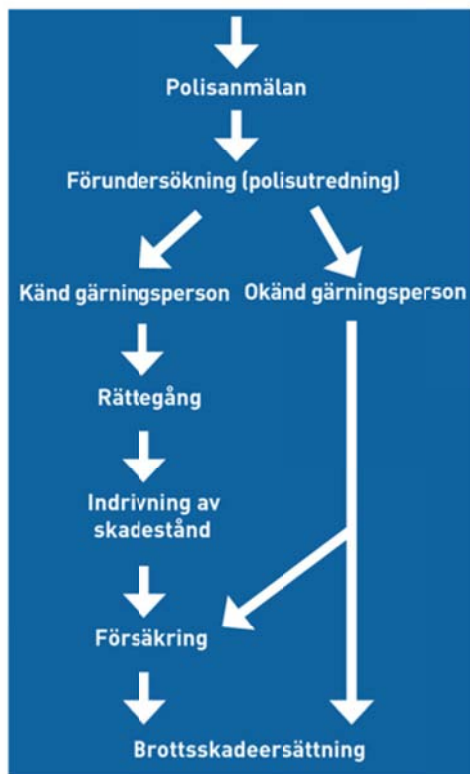 Polisanmälan
Förundersökning (polisutredning)
Känd gärningsperson
Okänd gärningsperson
Rättegång
Indrivning av
skadestånd
Försäkring
Brottsskadeersättning